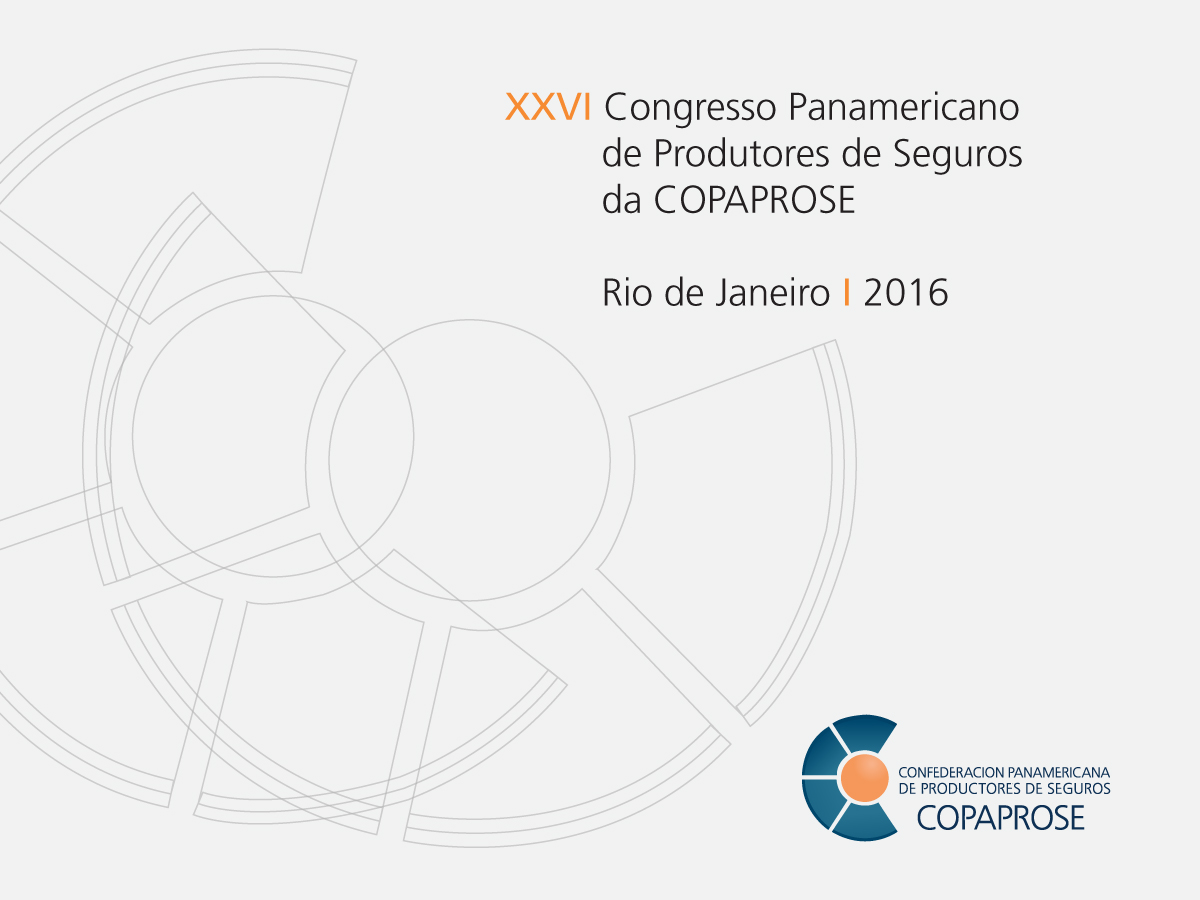 XXVI Congresso Panamericano
de Produtores de Seguros
da COPAPROSE
Rio de Janeiro | 2016
CONFEDERACION PANAMERICANA
DE PRODUCTORES DE SEGUROS
COPAPROSE